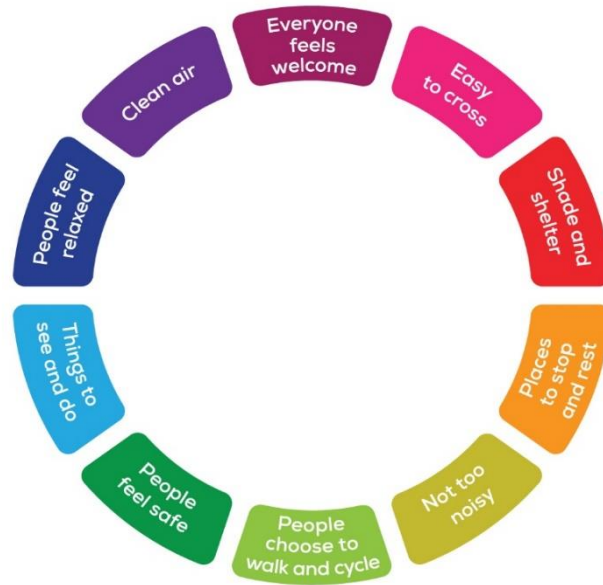 Everyone
feels
welcome
Easy
to cross
Shade and
shelter
Places
to stop
and rest
Not too
noisy
People
choose to
walk and cycle
People
feel safe
Things to
see and do
People feel
relaxed
Clean air